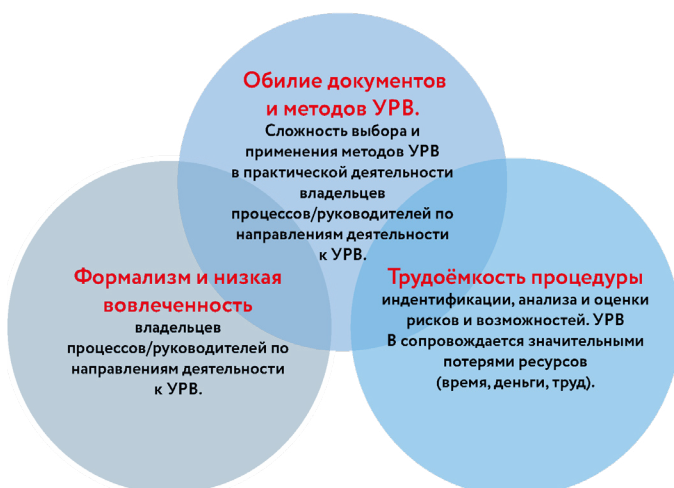 Обилие документов
и методов УРВ.
Сложность выбора и
применения методов УРВ
в практической деятельности
владельцев
процессов/руководителей по
направлениям деятельности
к УРВ.
Формализм и низкая
вовлеченность
владельцев
процессов/руководителей по
направлениям деятельности
к УРВ.
Трудоёмкость процедуры
индентификации, анализа и оценки
рисков и возможностей. УРВ
В сопровождается значительными
потерями ресурсов
(время, деньги, труд).